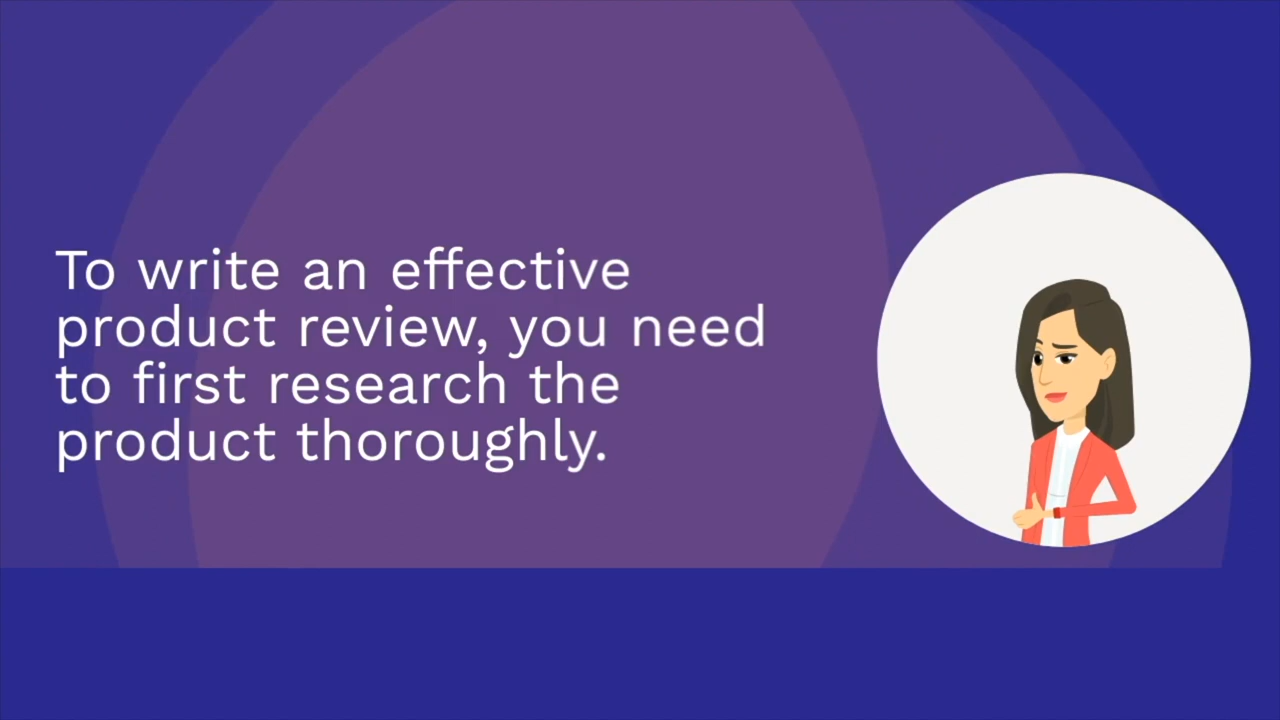 To write an effective
product review, you need
to first research the
product thoroughly.